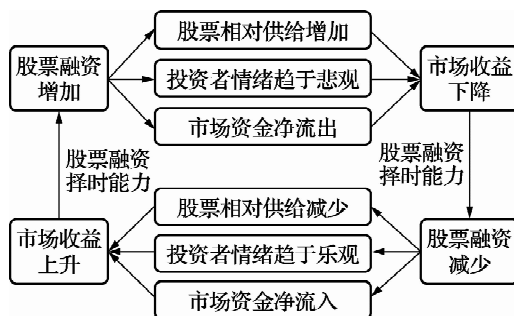 股票融资
增加
股票相对供给增加
投资者情绪趋于悲观
市场资金净流出
市场收益
下降
股票融资
择时能力
股票融资
择时能力
市场收益
上升
股票相对供给减少
投资者情绪趋于乐观
市场资金净流入
股票融资
减少